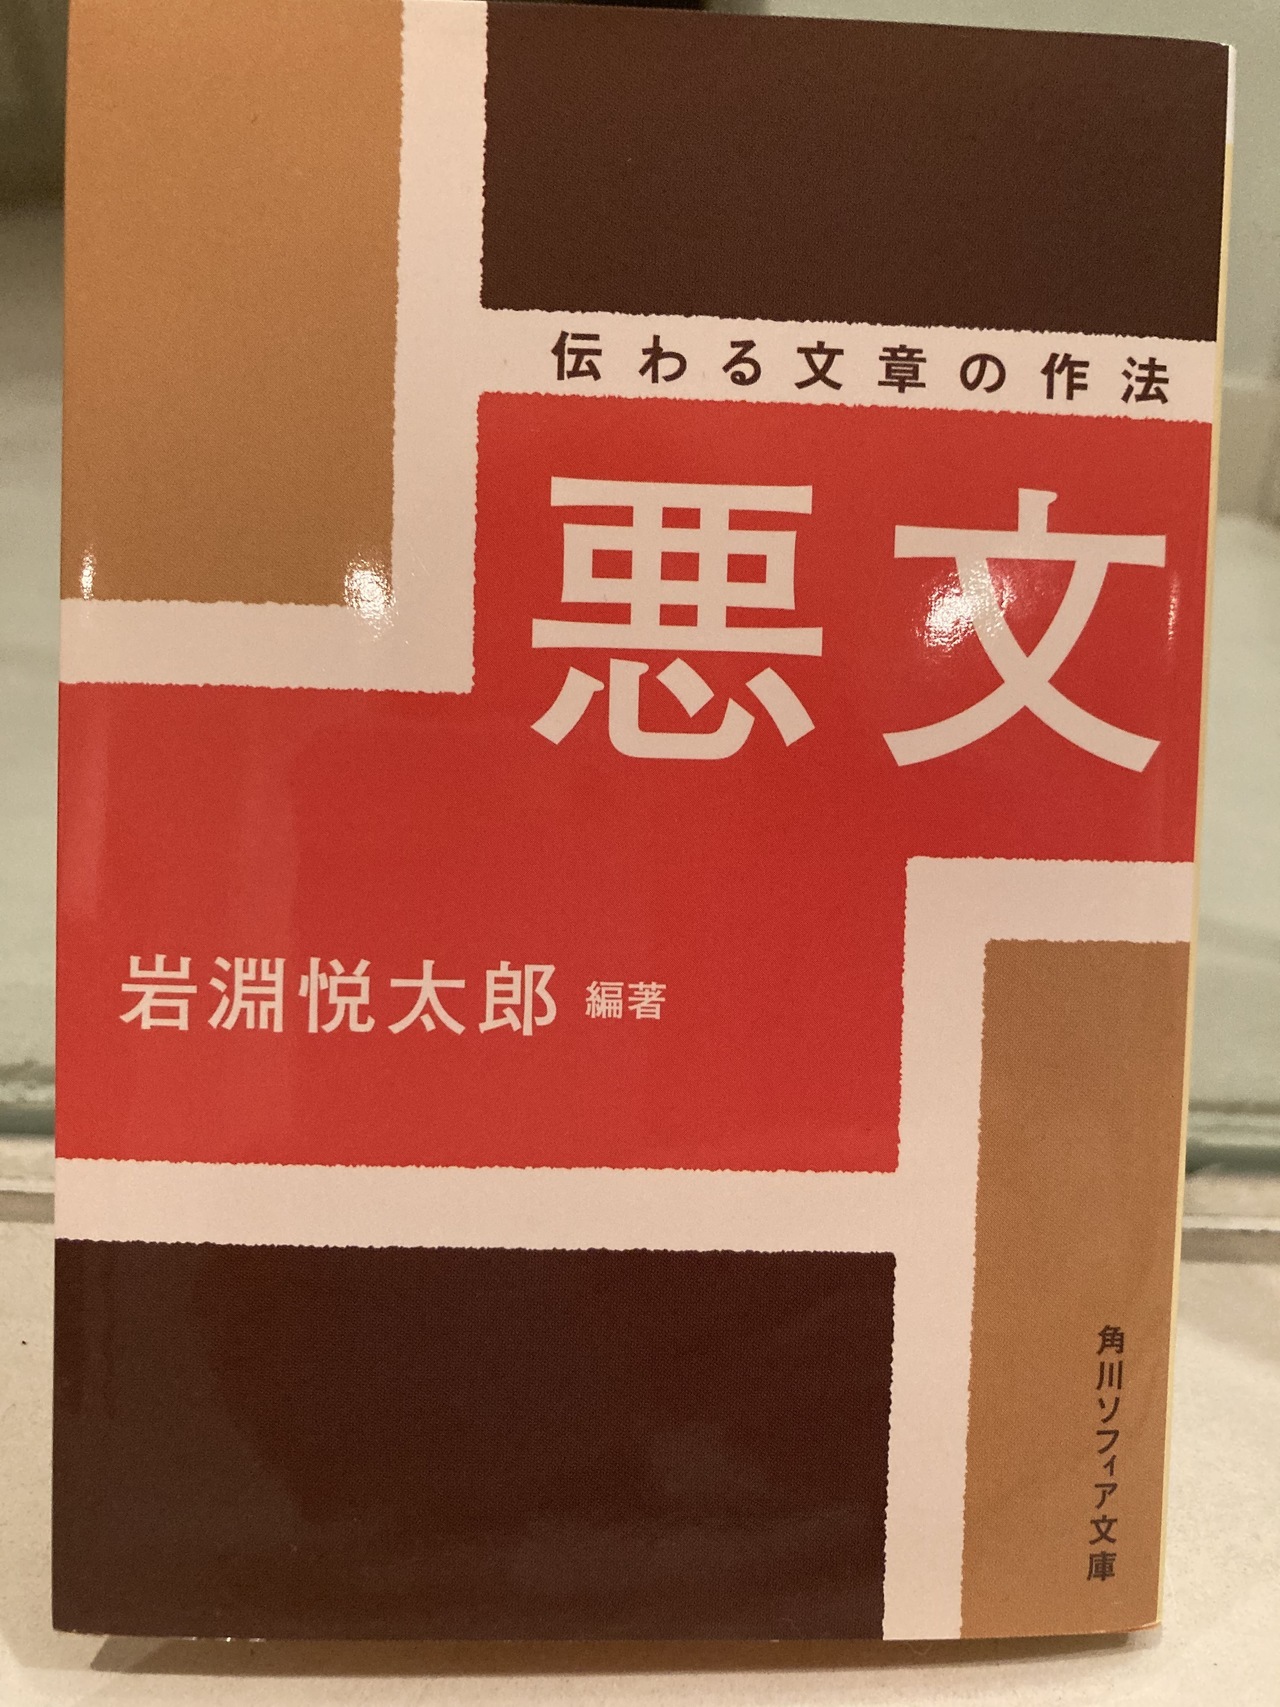 伝わる文章の作法
悪文
岩淵悦太郎 編著
角川ソフィア文庫